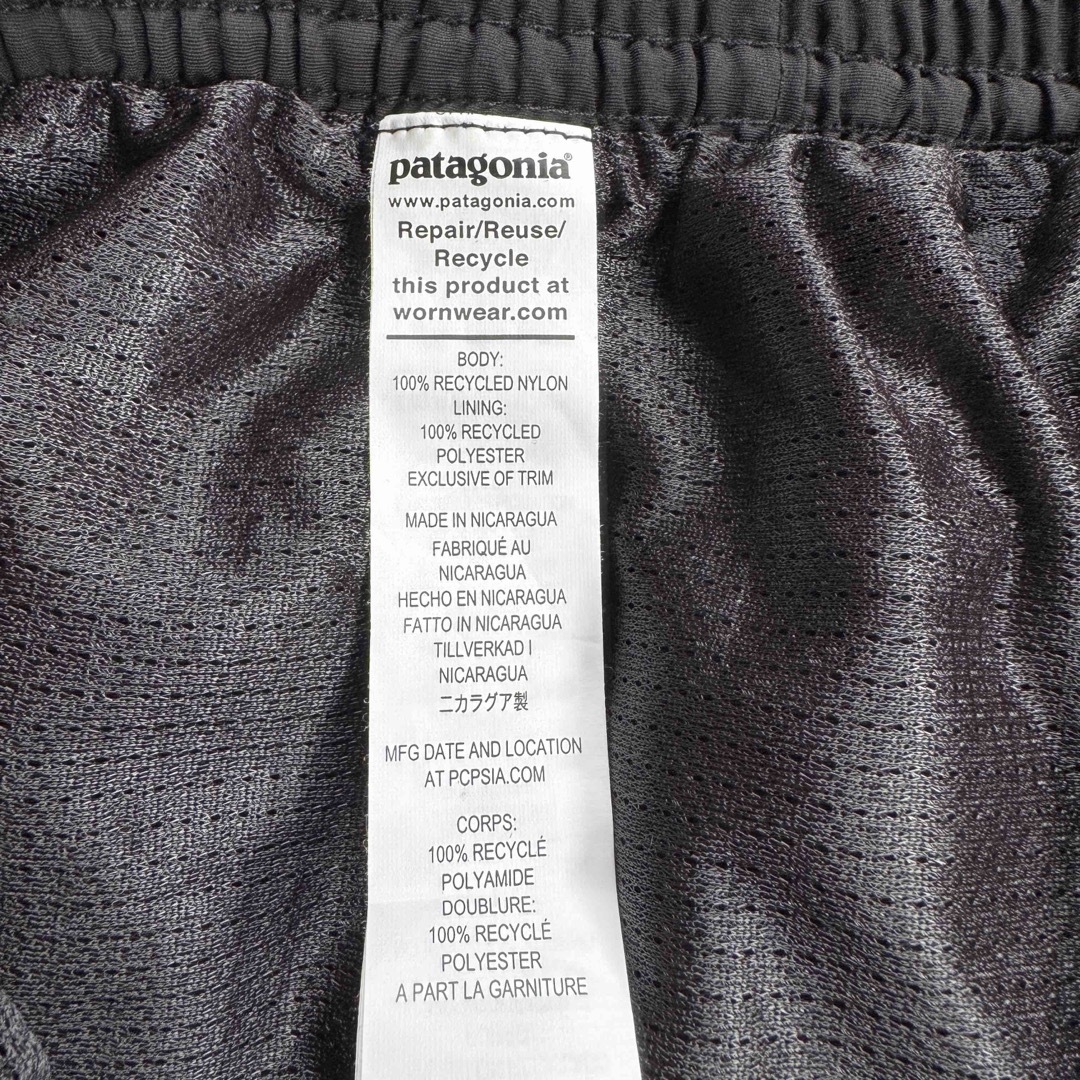 patagonia®
www.patagonia.com
Repair/Reuse/
Recycle
this product at
wornwear.com
BODY:
100% RECYCLED NYLON
LINING:
100% RECYCLED
POLYESTER
EXCLUSIVE OF TRIM
MADE IN NICARAGUA
FABRIQUÉ AU
NICARAGUA
HECHO EN NICARAGUA
FATTO IN NICARAGUA
TILLVERKAD I
NICARAGUA
ニカラグア製
MFG DATE AND LOCATION
AT PCPSIA.COM
CORPS:
100% RECYCLÉ
POLYAMIDE
DOUBLURE:
100% RECYCLÉ
POLYESTER
A PART LA GARNITURE